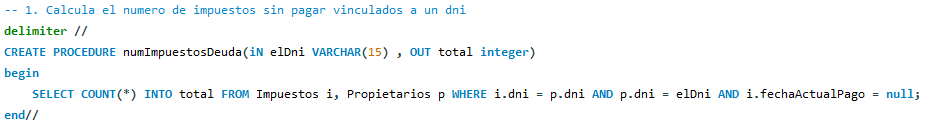 -- 1. Calcula el numero de impuestos sin pagar vinculados a un dni
delimiter //
CREATE PROCEDURE numImpuestosDeuda(iN elDni VARCHAR(15) , OUT total integer)
begin
SELECT COUNT(*) INTO total FROM Impuestos i, Propietarios p WHERE i.dni = p.dni AND p.dni = elDni AND i.fechaActualPago = null;
end//